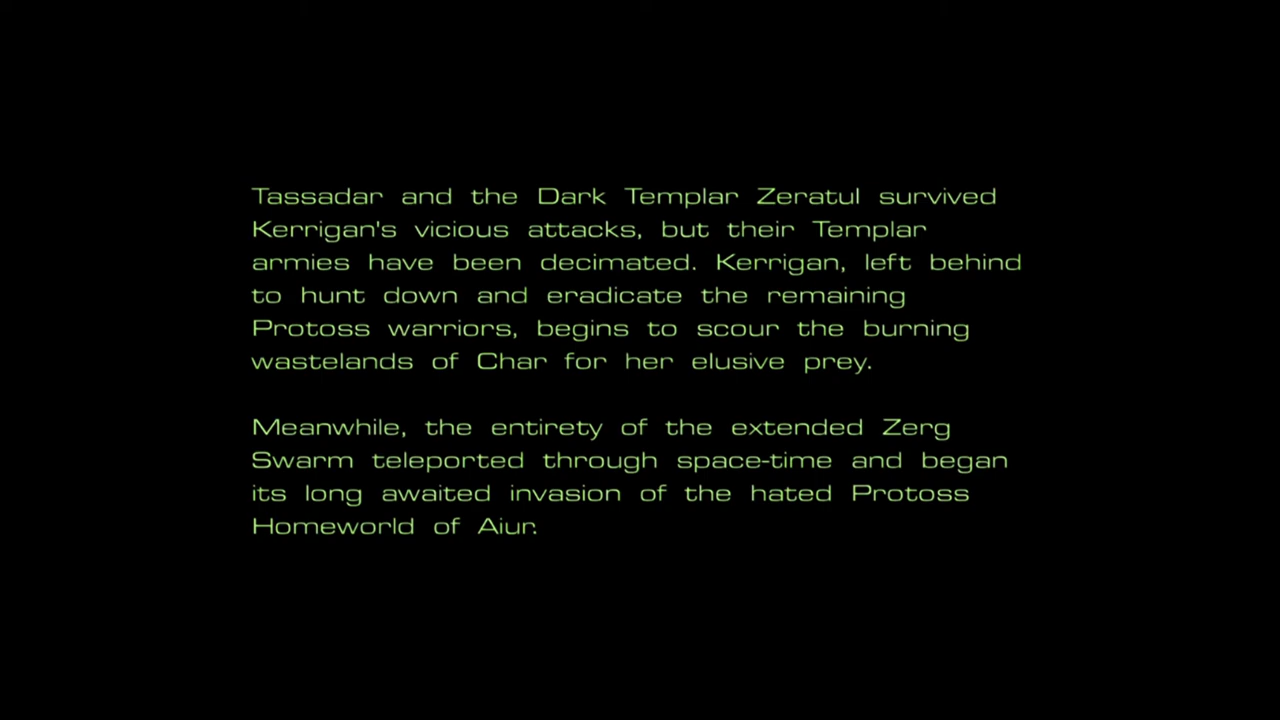 Tassadar and the Dark Templar Zeratul survived
Kerrigan's vicious attacks, but their Templar
armies have been decimated. Kerrigan, left behind
to hunt down and eradicate the remaining
Protoss warriors, begins to scour the burning
wastelands of Char for her elusive prey.
Meanwhile, the entirety of the extended Zerg
Swarm teleported through space-time and began
its long awaited invasion of the hated Protoss
Homeworld of Aiur.